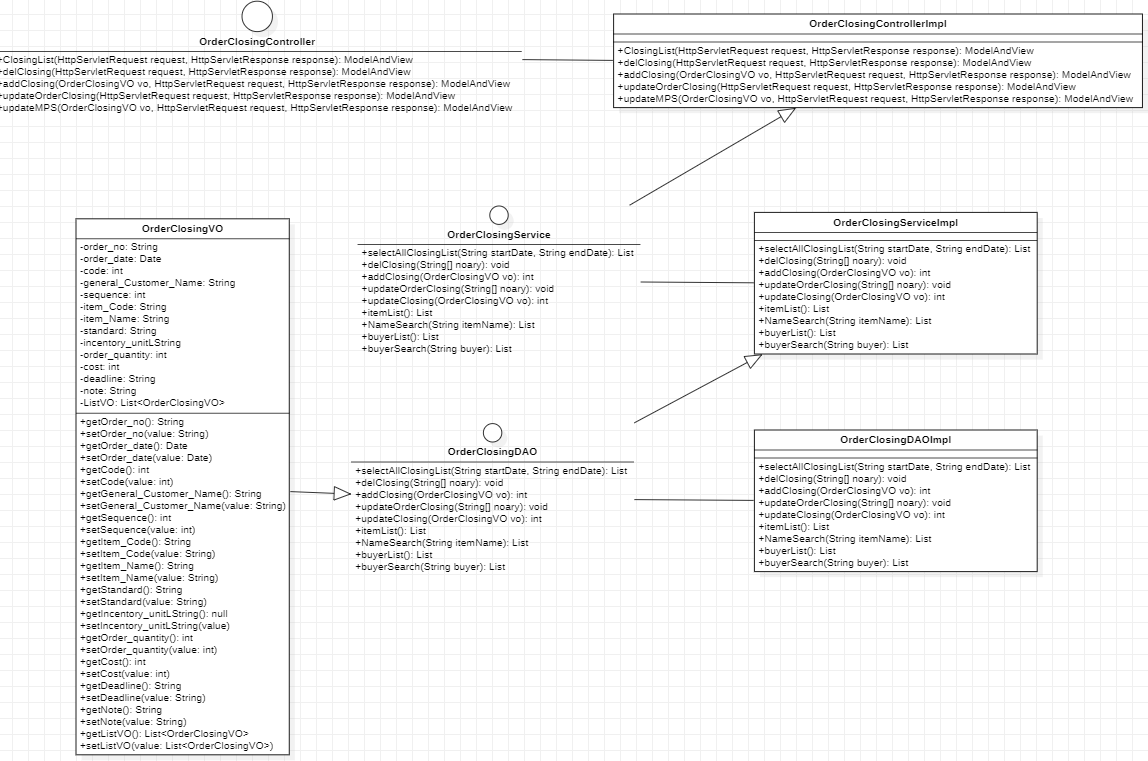 OrderClosingController
+ClosingList(HttpServletRequest request, HttpServletResponse response): ModelAndView
+delClosing(HttpServletRequest request, HttpServletResponse response): ModelAndView
+addClosing(OrderClosingVO vo, HttpServletRequest request, HttpServletResponse response): ModelAndView
+updateOrderClosing(HttpServletRequest request, HttpServletResponse response): ModelAndView
+updateMPS(OrderClosingVO vo, HttpServletRequest request, HttpServletResponse response): ModelAndView
OrderClosingControllerImpl
+ClosingList(HttpServletRequest request, HttpServletResponse response): ModelAndView
+delClosing(HttpServletRequest request, HttpServletResponse response): ModelAndView
+addClosing(OrderClosingVO vo, HttpServletRequest request, HttpServletResponse response): ModelAndView
+updateOrderClosing(HttpServletRequest request, HttpServletResponse response): ModelAndView
+updateMPS(OrderClosingVO vo, HttpServletRequest request, HttpServletResponse response): ModelAndView
OrderClosingVO
-order_no: String
-order_date: Date
-code: int
-general_Customer_Name: String
-sequence: int
-item_Code: String
-item_Name: String
-standard: String
-incentory_unitLString
-order_quantity: int
-cost: int
-deadline: String
-note: String
-ListVO: List<OrderClosingVO>
+getOrder_no(): String
+setOrder_no(value: String)
+getOrder_date(): Date
+setOrder_date(value: Date)
+getCode(): int
+setCode(value: int)
+getGeneral_Customer_Name(): String
+setGeneral_Customer_Name(value: String)
+getSequence(): int
+setSequence(value: int)
+getItem_Code(): String
+setItem_Code(value: String)
+getItem_Name(): String
+setItem_Name(value: String)
+getStandard(): String
+setStandard(value: String)
+getIncentory_unitLString(): null
+setIncentory_unitLString(value)
+getOrder_quantity(): int
+setOrder_quantity(value: int)
+getCost(): int
+setCost(value: int)
+getDeadline(): String
+setDeadline(value: String)
+getNote(): String
+setNote(value: String)
+getListVO(): List<OrderClosingVO>
+setListVO(value: List<OrderClosingVO>)
OrderClosingService
+selectAllClosingList(String startDate, String endDate): List
+delClosing(String[] noary): void
+addClosing(OrderClosingVO vo): int
+updateOrderClosing(String[] noary): void
+updateClosing(OrderClosingVO vo): int
+itemList(): List
+NameSearch(String itemName): List
+buyerList(): List
+buyerSearch(String buyer): List
OrderClosingServiceImpl
+selectAllClosingList(String startDate, String endDate): List
+delClosing(String[] noary): void
+addClosing(OrderClosingVO vo): int
+updateOrderClosing(String[] noary): void
+updateClosing(OrderClosingVO vo): int
+itemList(): List
+NameSearch(String itemName): List
+buyerList(): List
+buyerSearch(String buyer): List
OrderClosingDAO
+selectAllClosingList(String startDate, String endDate): List
+delClosing(String[] noary): void
+addClosing(OrderClosingVO vo): int
+updateOrderClosing(String[] noary): void
+updateClosing(OrderClosingVO vo): int
+itemList(): List
+NameSearch(String itemName): List
+buyerList(): List
+buyerSearch(String buyer): List
OrderClosingDAOImpl
+selectAllClosingList(String startDate, String endDate): List
+delClosing(String[] noary): void
+addClosing(OrderClosingVO vo): int
+updateOrderClosing(String[] noary): void
+updateClosing(OrderClosingVO vo): int
+itemList(): List
+NameSearch(String itemName): List
+buyerList(): List
+buyerSearch(String buyer): List